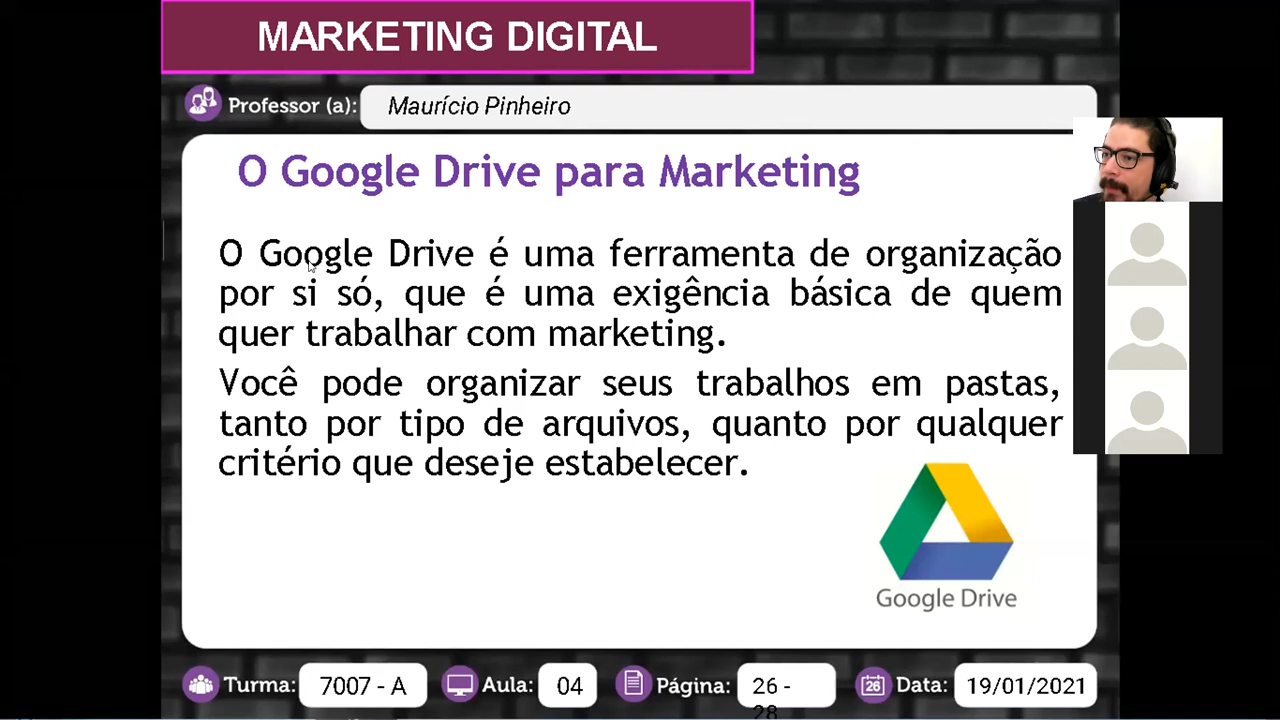 MARKETING DIGITAL
Professor (a): Maurício Pinheiro
O Google Drive para Marketing
O Google Drive é uma ferramenta de organização
por si só, que é uma exigência básica de quem
quer trabalhar com marketing.
Você pode organizar seus trabalhos em pastas,
tanto por tipo de arquivos, quanto por qualquer
critério que deseje estabelecer.
Google Drive
Turma: 7007 - A Aula: 04 Página: 26 - Data: 19/01/2021
28
26